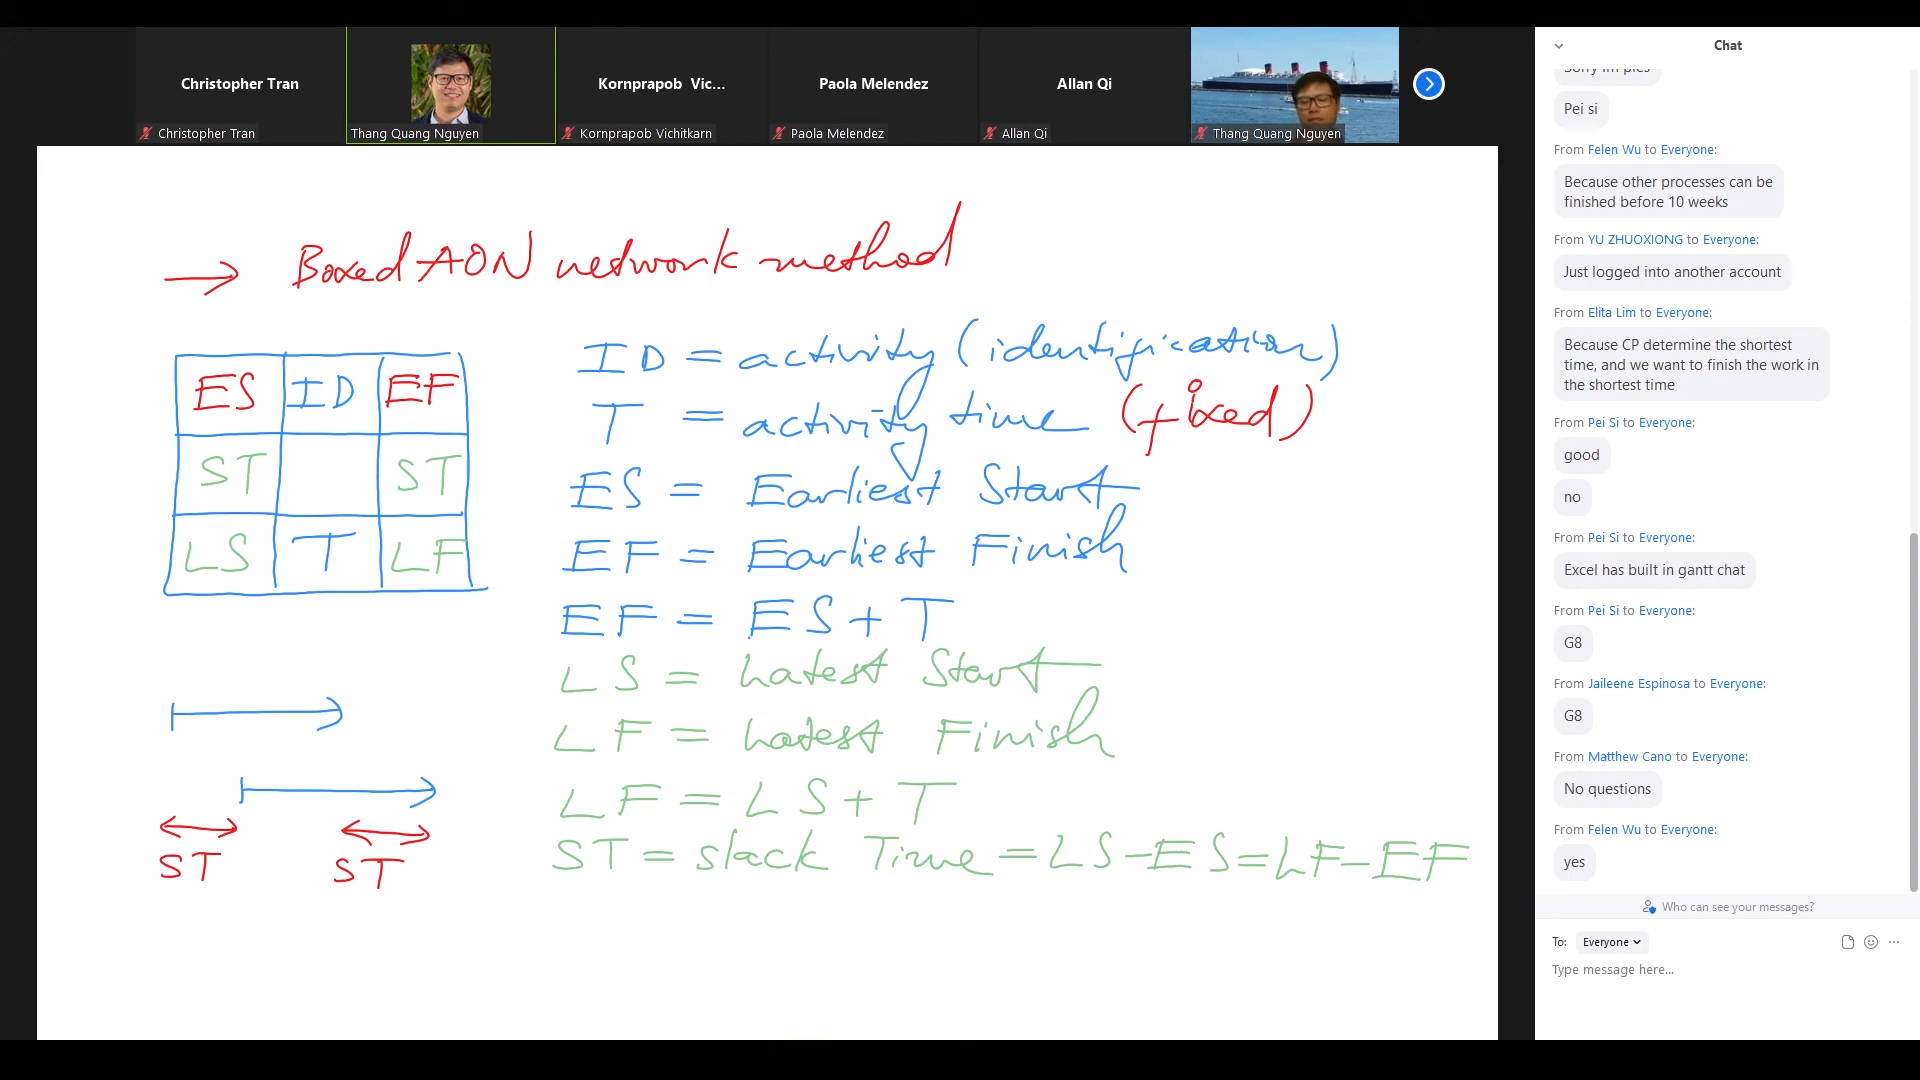 Christopher Tran
Christopher Tran
Thang Quang Nguyen
Kornprapob Vic...
Kornprapob Vichitkarn
Paola Melendez
Paola Melendez
Allan Qi
Allan Qi
Thang Quang Nguyen
→ Boxed AON network method
ES ID EF
ST ST
LS T LF
ST
ST
ID = activity (identification)
T = activity time (fixed)
ES = Earliest Start
EF = Earliest Finish
EF = ES + T
LS = Latest Start
LF = Latest Finish
LF = LS + T
ST = slack Time = LS - ES = LF - EF
Chat
Pei si
From Felen Wu to Everyone:
Because other processes can be
finished before 10 weeks
From YU ZHUOXIONG to Everyone:
Just logged into another account
From Elita Lim to Everyone:
Because CP determine the shortest
time, and we want to finish the work in
the shortest time
From Pei Si to Everyone:
good
no
From Pei Si to Everyone:
Excel has built in gantt chat
From Pei Si to Everyone:
G8
From Jaileene Espinosa to Everyone:
G8
From Matthew Cano to Everyone:
No questions
From Felen Wu to Everyone:
yes
Who can see your messages?
To: Everyone
Type message here...